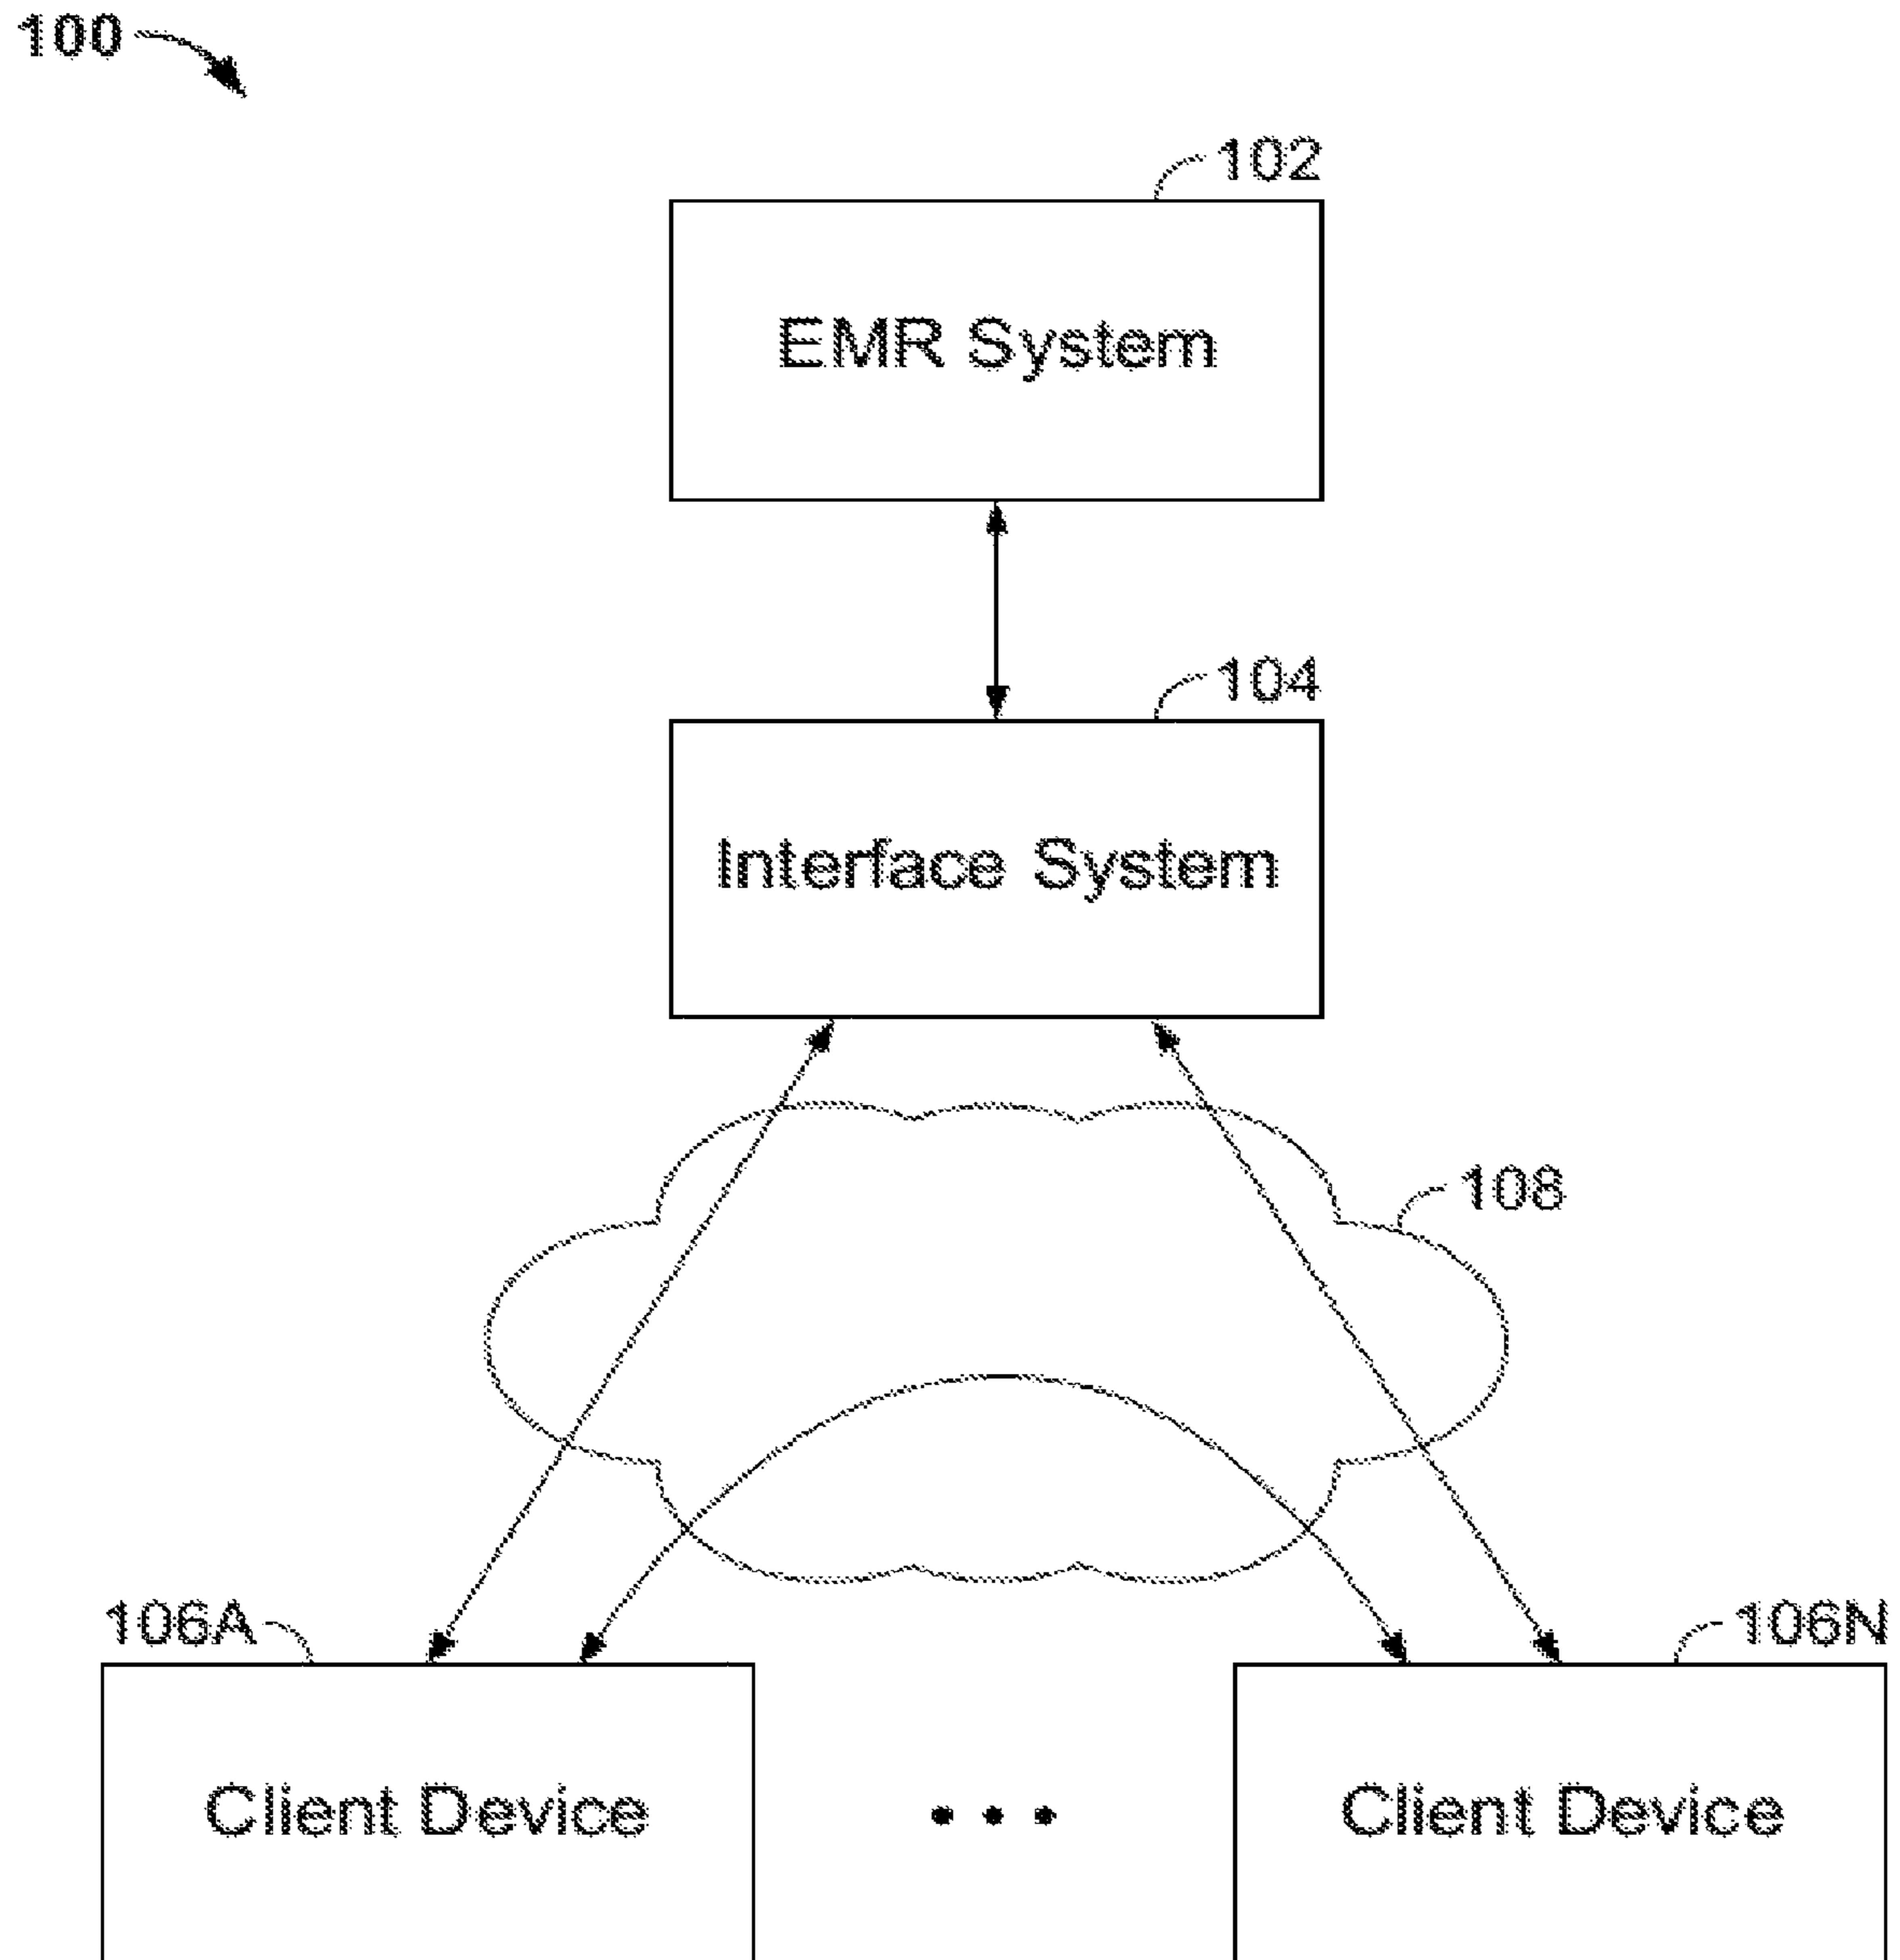 100
102
EMR System
104
Interface System
108
106A
106N
Client Device
• • •
Client Device